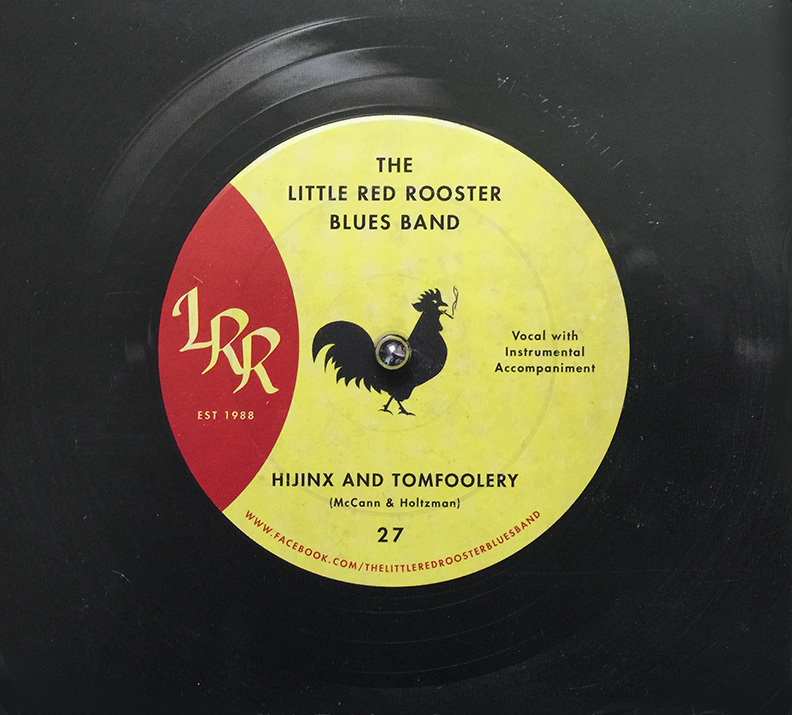 THE
LITTLE RED ROOSTER
BLUES BAND
LRR
EST 1988
Vocal with
Instrumental
Accompaniment
HIJINX AND TOMFOOLERY
(McCann & Holtzman)
27
WWW.FACEBOOK.COM/THELITTLEREDROOSTERBLUESBAND